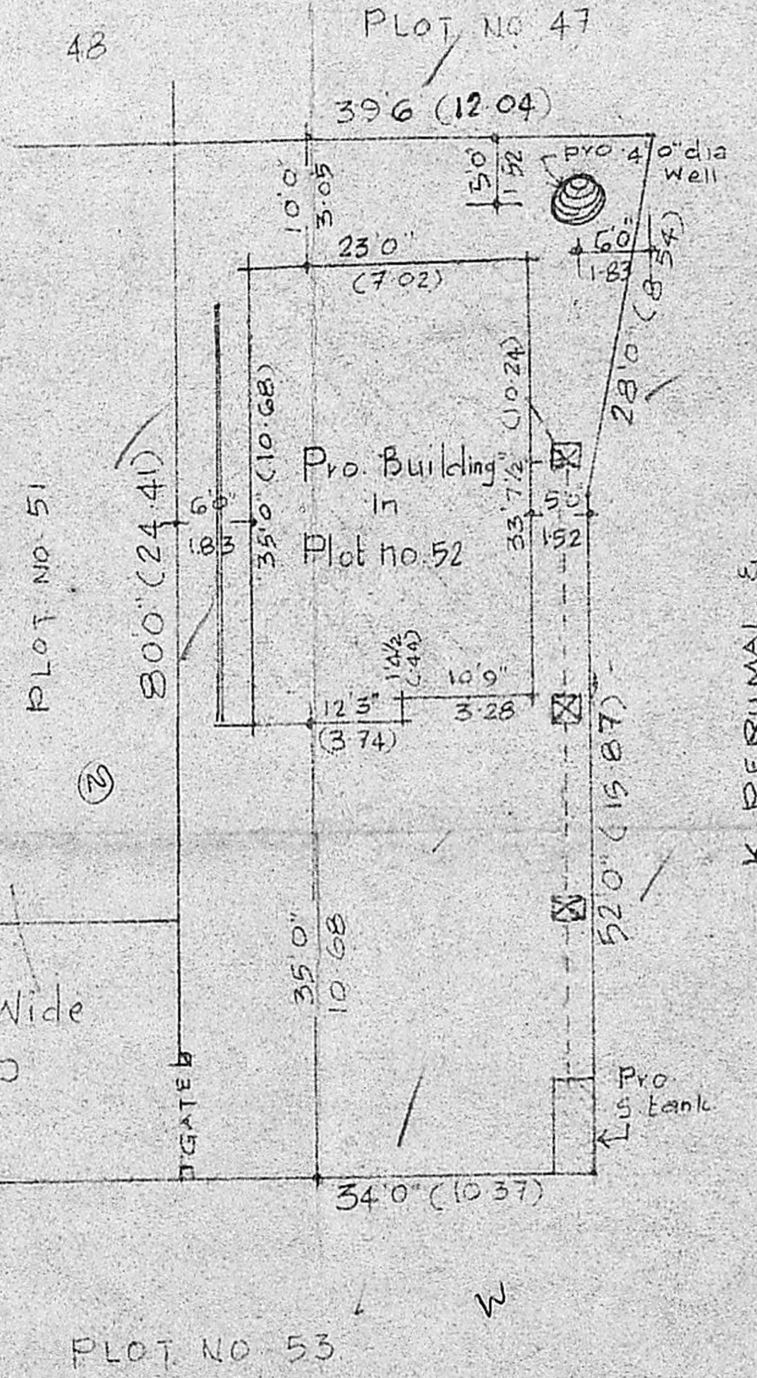 PLOT NO 47
48
39'6 (12.04)
10'0"
3.05
5'0"
1.52
pro. 4'0" dia
Well
23'0"
(7.02)
6'0"
1.83
28'0" (8.54)
35'0" (10.68)
33'7½" (10.24)
Pro. Building
in
Plot no. 52
5'0"
1.52
6'0"
1.83
80'0" (24.41)
PLOT NO 51
1'4½
(.44)
10'9"
3.28
12'3"
(3.74)
52'0" (15.87)
K. PERUMAL &
35'0"
10.68
Wide
GATE
Pro.
S. tank
34'0" (10.37)
W
PLOT NO 53